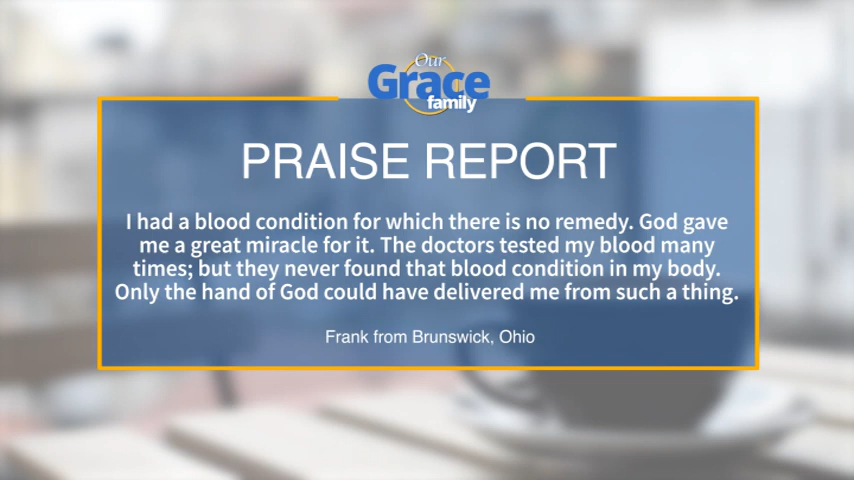 Our
Grace
family
PRAISE REPORT
I had a blood condition for which there is no remedy. God gave
me a great miracle for it. The doctors tested my blood many
times; but they never found that blood condition in my body.
Only the hand of God could have delivered me from such a thing.
Frank from Brunswick, Ohio